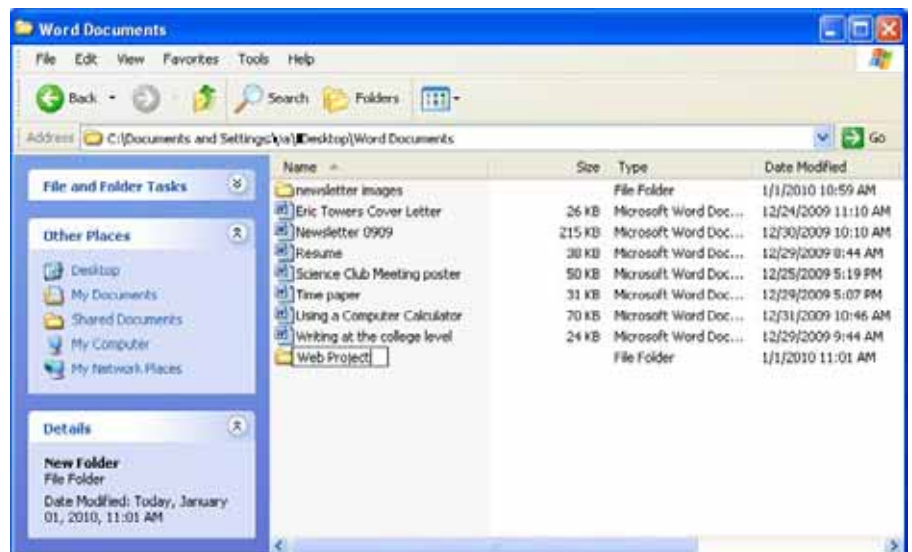 Word Documents
File Edit View Favorites Tools Help
Back Search Folders
Address C:\Documents and Settings\ \Desktop\Word Documents Go
File and Folder Tasks
Other Places
Desktop
My Documents
Shared Documents
My Computer
My Network Places
Details
New Folder
File Folder
Date Modified: Today, January
01, 2010, 11:01 AM
Name Size Type Date Modified
newsletter images File Folder 1/1/2010 10:59 AM
Eric Towers Cover Letter 26 KB Microsoft Word Doc... 12/24/2009 11:10 AM
Newsletter 0909 215 KB Microsoft Word Doc... 12/30/2009 10:10 AM
Resume 38 KB Microsoft Word Doc... 12/29/2009 8:44 AM
Science Club Meeting poster 50 KB Microsoft Word Doc... 12/25/2009 5:19 PM
Time paper 31 KB Microsoft Word Doc... 12/29/2009 5:07 PM
Using a Computer Calculator 70 KB Microsoft Word Doc... 12/31/2009 10:46 AM
Writing at the college level 24 KB Microsoft Word Doc... 12/29/2009 9:44 AM
Web Project File Folder 1/1/2010 11:01 AM